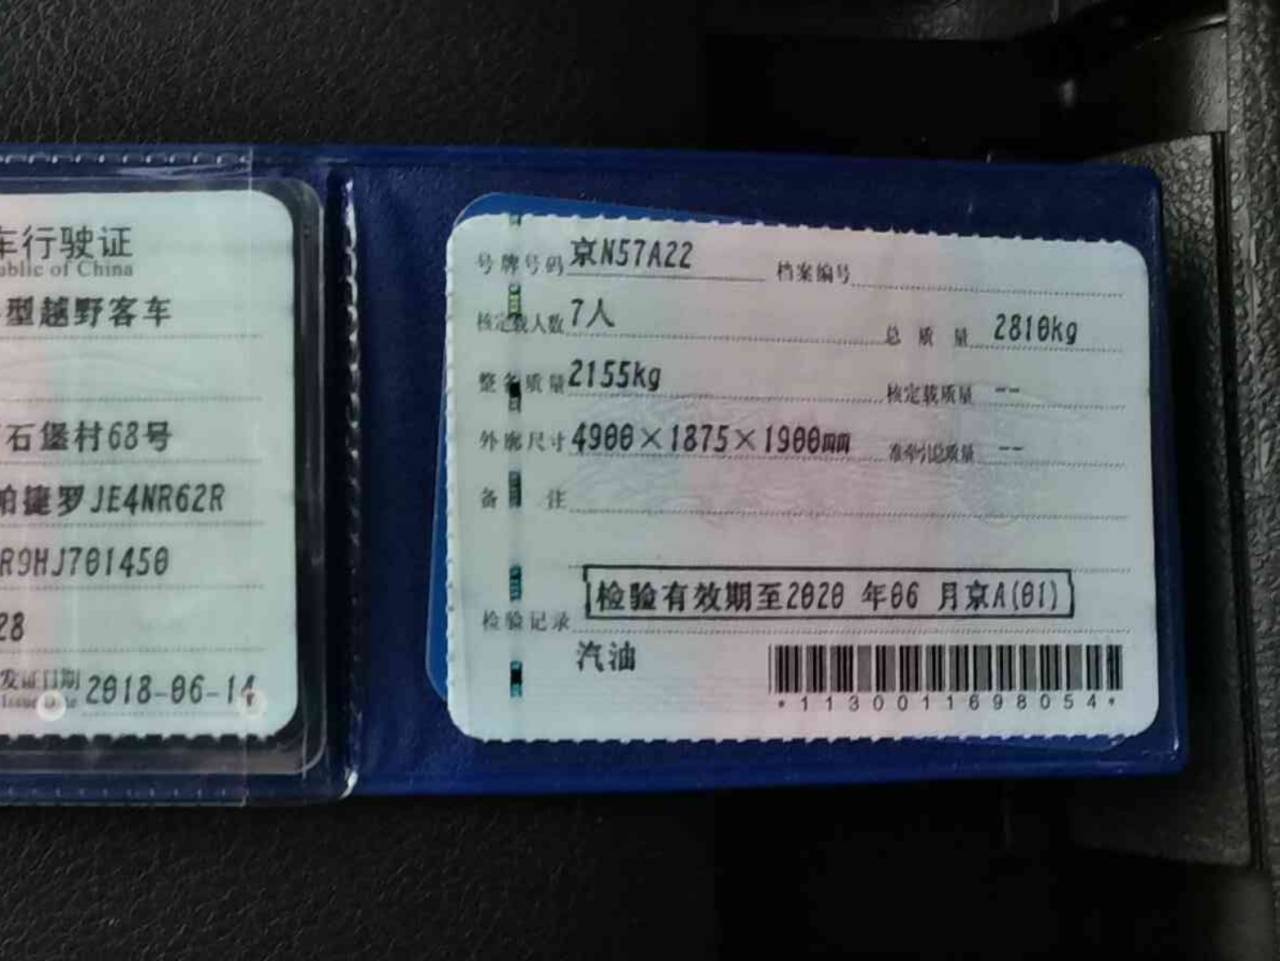 车行驶证
ublic of China
型越野客车
石堡村68号
帕捷罗JE4NR62R
R9HJ701450
28
发证日期 2018-06-14
Issue Date
号牌号码 京N57A22 档案编号
核定载人数 7人 总质量 2810kg
整备质量 2155kg 核定载质量 --
外廓尺寸 4900×1875×1900mm 准牵引总质量 --
备注
检验有效期至2020 年06 月京A(01)
检验记录
汽油
*1130011698054*